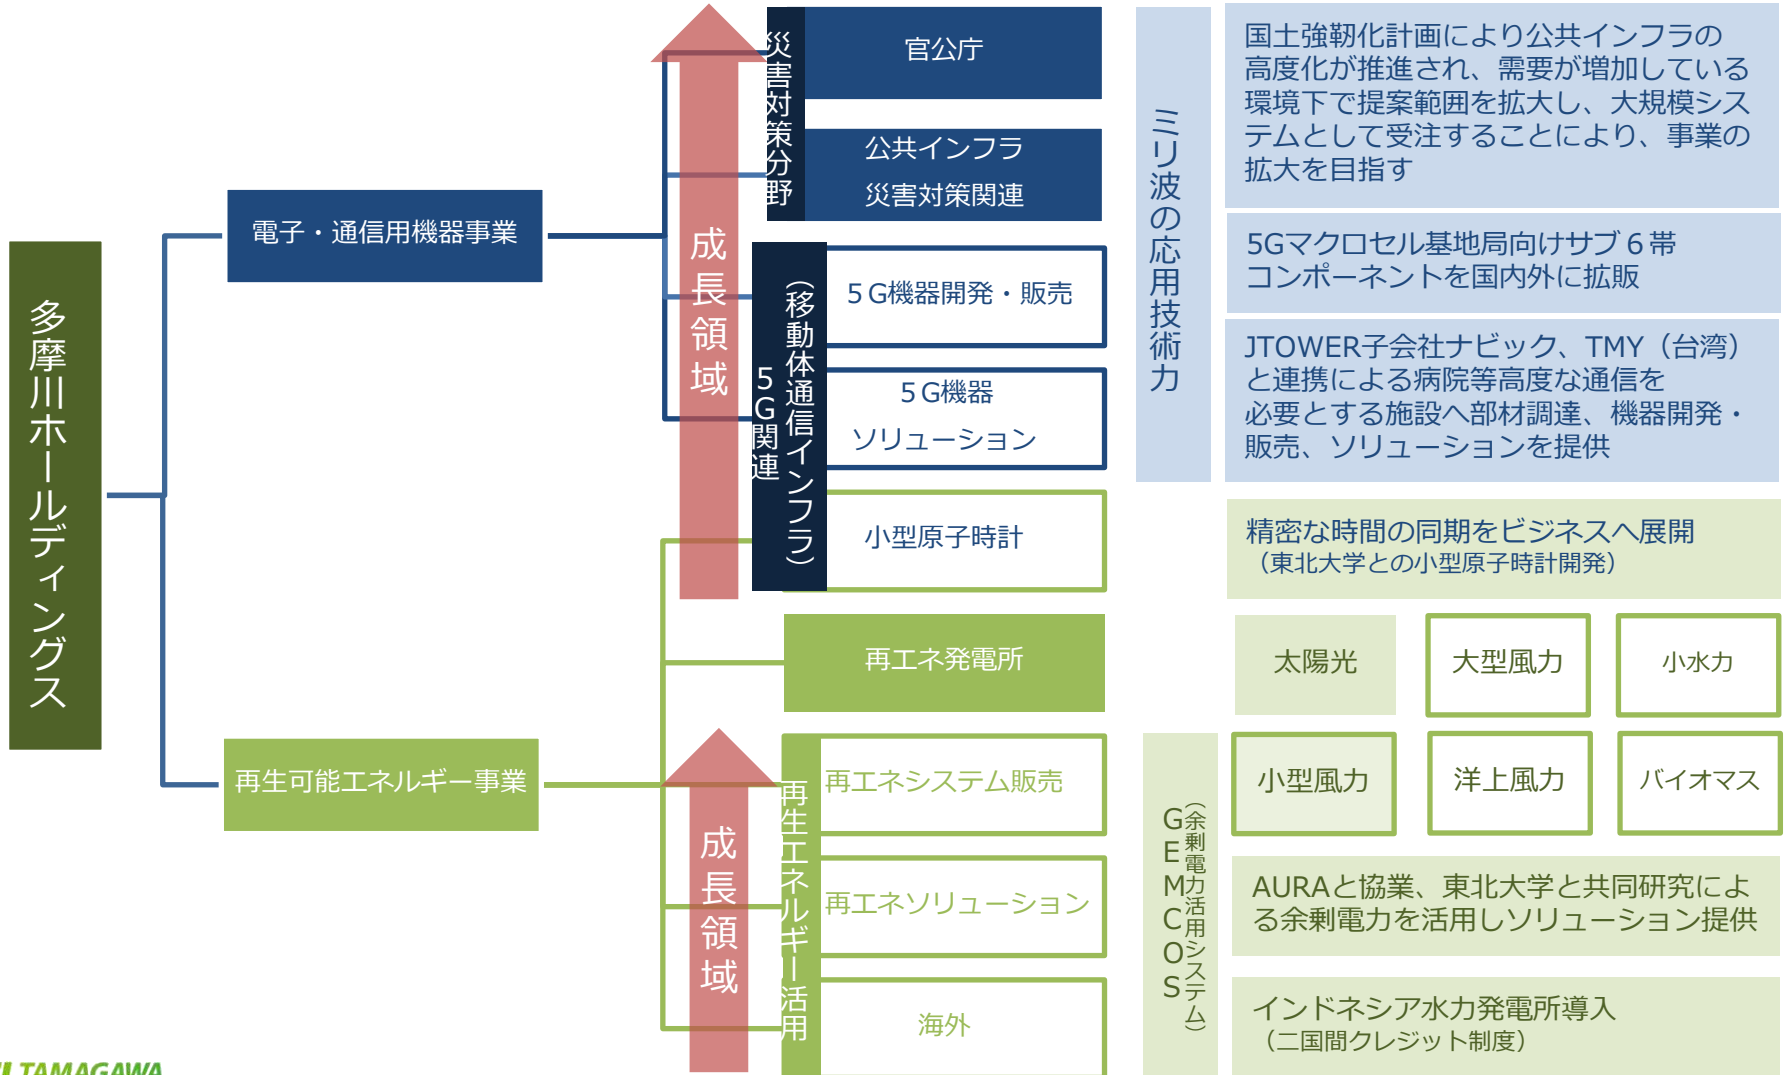 多摩川ホールディングス
電子・通信用機器事業
再生可能エネルギー事業
成長領域
災害対策分野
官公庁
公共インフラ
災害対策関連
5G関連
（移動体通信インフラ）
５G機器開発・販売
５G機器
ソリューション
小型原子時計
ミリ波の応用技術力
国土強靭化計画により公共インフラの
高度化が推進され、需要が増加している
環境下で提案範囲を拡大し、大規模シス
テムとして受注することにより、事業の
拡大を目指す
5Gマクロセル基地局向けサブ６帯
コンポーネントを国内外に拡販
JTOWER子会社ナビック、TMY（台湾）
と連携による病院等高度な通信を
必要とする施設へ部材調達、機器開発・
販売、ソリューションを提供
精密な時間の同期をビジネスへ展開
（東北大学との小型原子時計開発）
再エネ発電所
太陽光
大型風力
小水力
小型風力
洋上風力
バイオマス
成長領域
再生エネルギー活用
再エネシステム販売
再エネソリューション
海外
GEMCOS
（余剰電力活用システム）
AURAと協業、東北大学と共同研究によ
る余剰電力を活用しソリューション提供
インドネシア水力発電所導入
（二国間クレジット制度）
TAMAGAWA